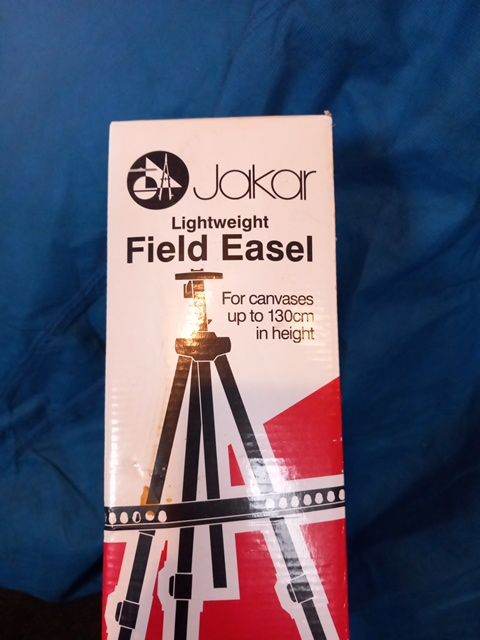 Jakar
Lightweight
Field Easel
For canvases
up to 130cm
in height